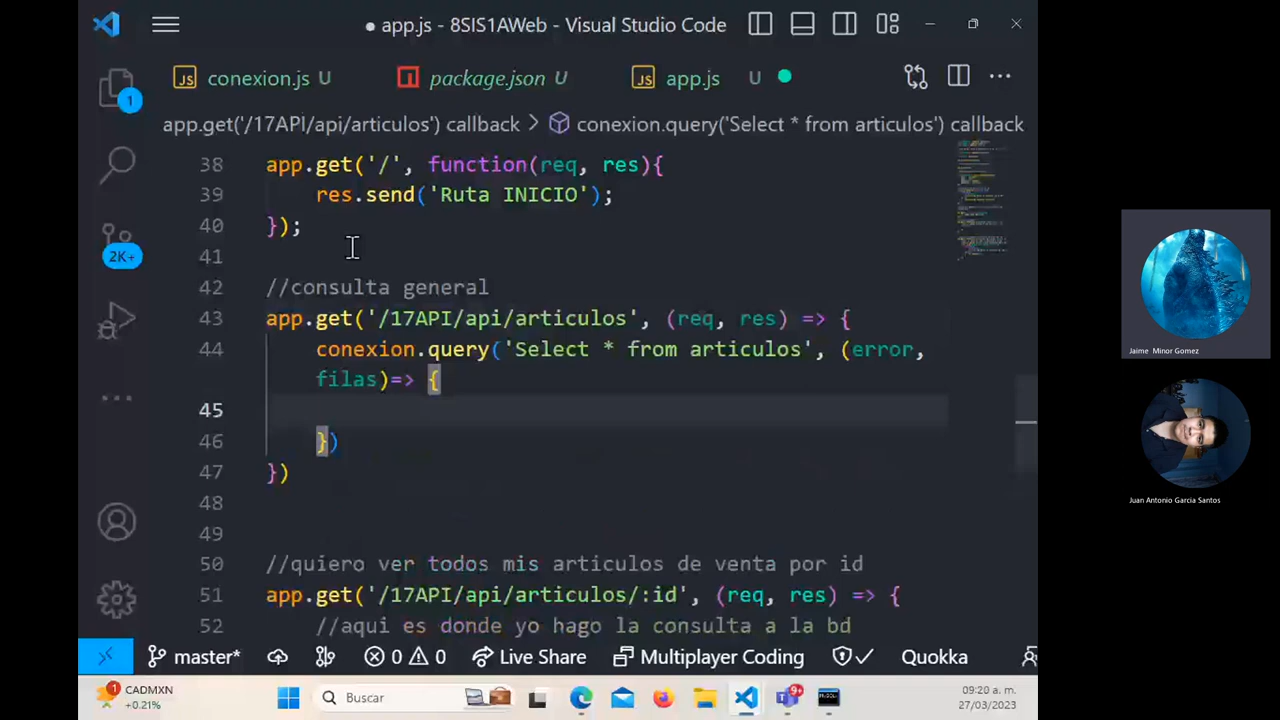 app.js - 8SIS1AWeb - Visual Studio Code
conexion.js U package.json U app.js U
app.get('/17API/api/articulos') callback > conexion.query('Select * from articulos') callback
38 app.get('/', function(req, res){
39 res.send('Ruta INICIO');
40 });
41
42 //consulta general
43 app.get('/17API/api/articulos', (req, res) => {
44 conexion.query('Select * from articulos', (error,
filas)=> {
45
46 })
47 })
48
49
50 //quiero ver todos mis articulos de venta por id
51 app.get('/17API/api/articulos/:id', (req, res) => {
52 //aqui es donde yo hago la consulta a la bd
1
2K+
master* 0 0 Live Share Multiplayer Coding Quokka
1 CADMXN
+0.21%
Buscar
9+
09:20 a. m.
27/03/2023
Jaime Minor Gomez
Juan Antonio Garcia Santos